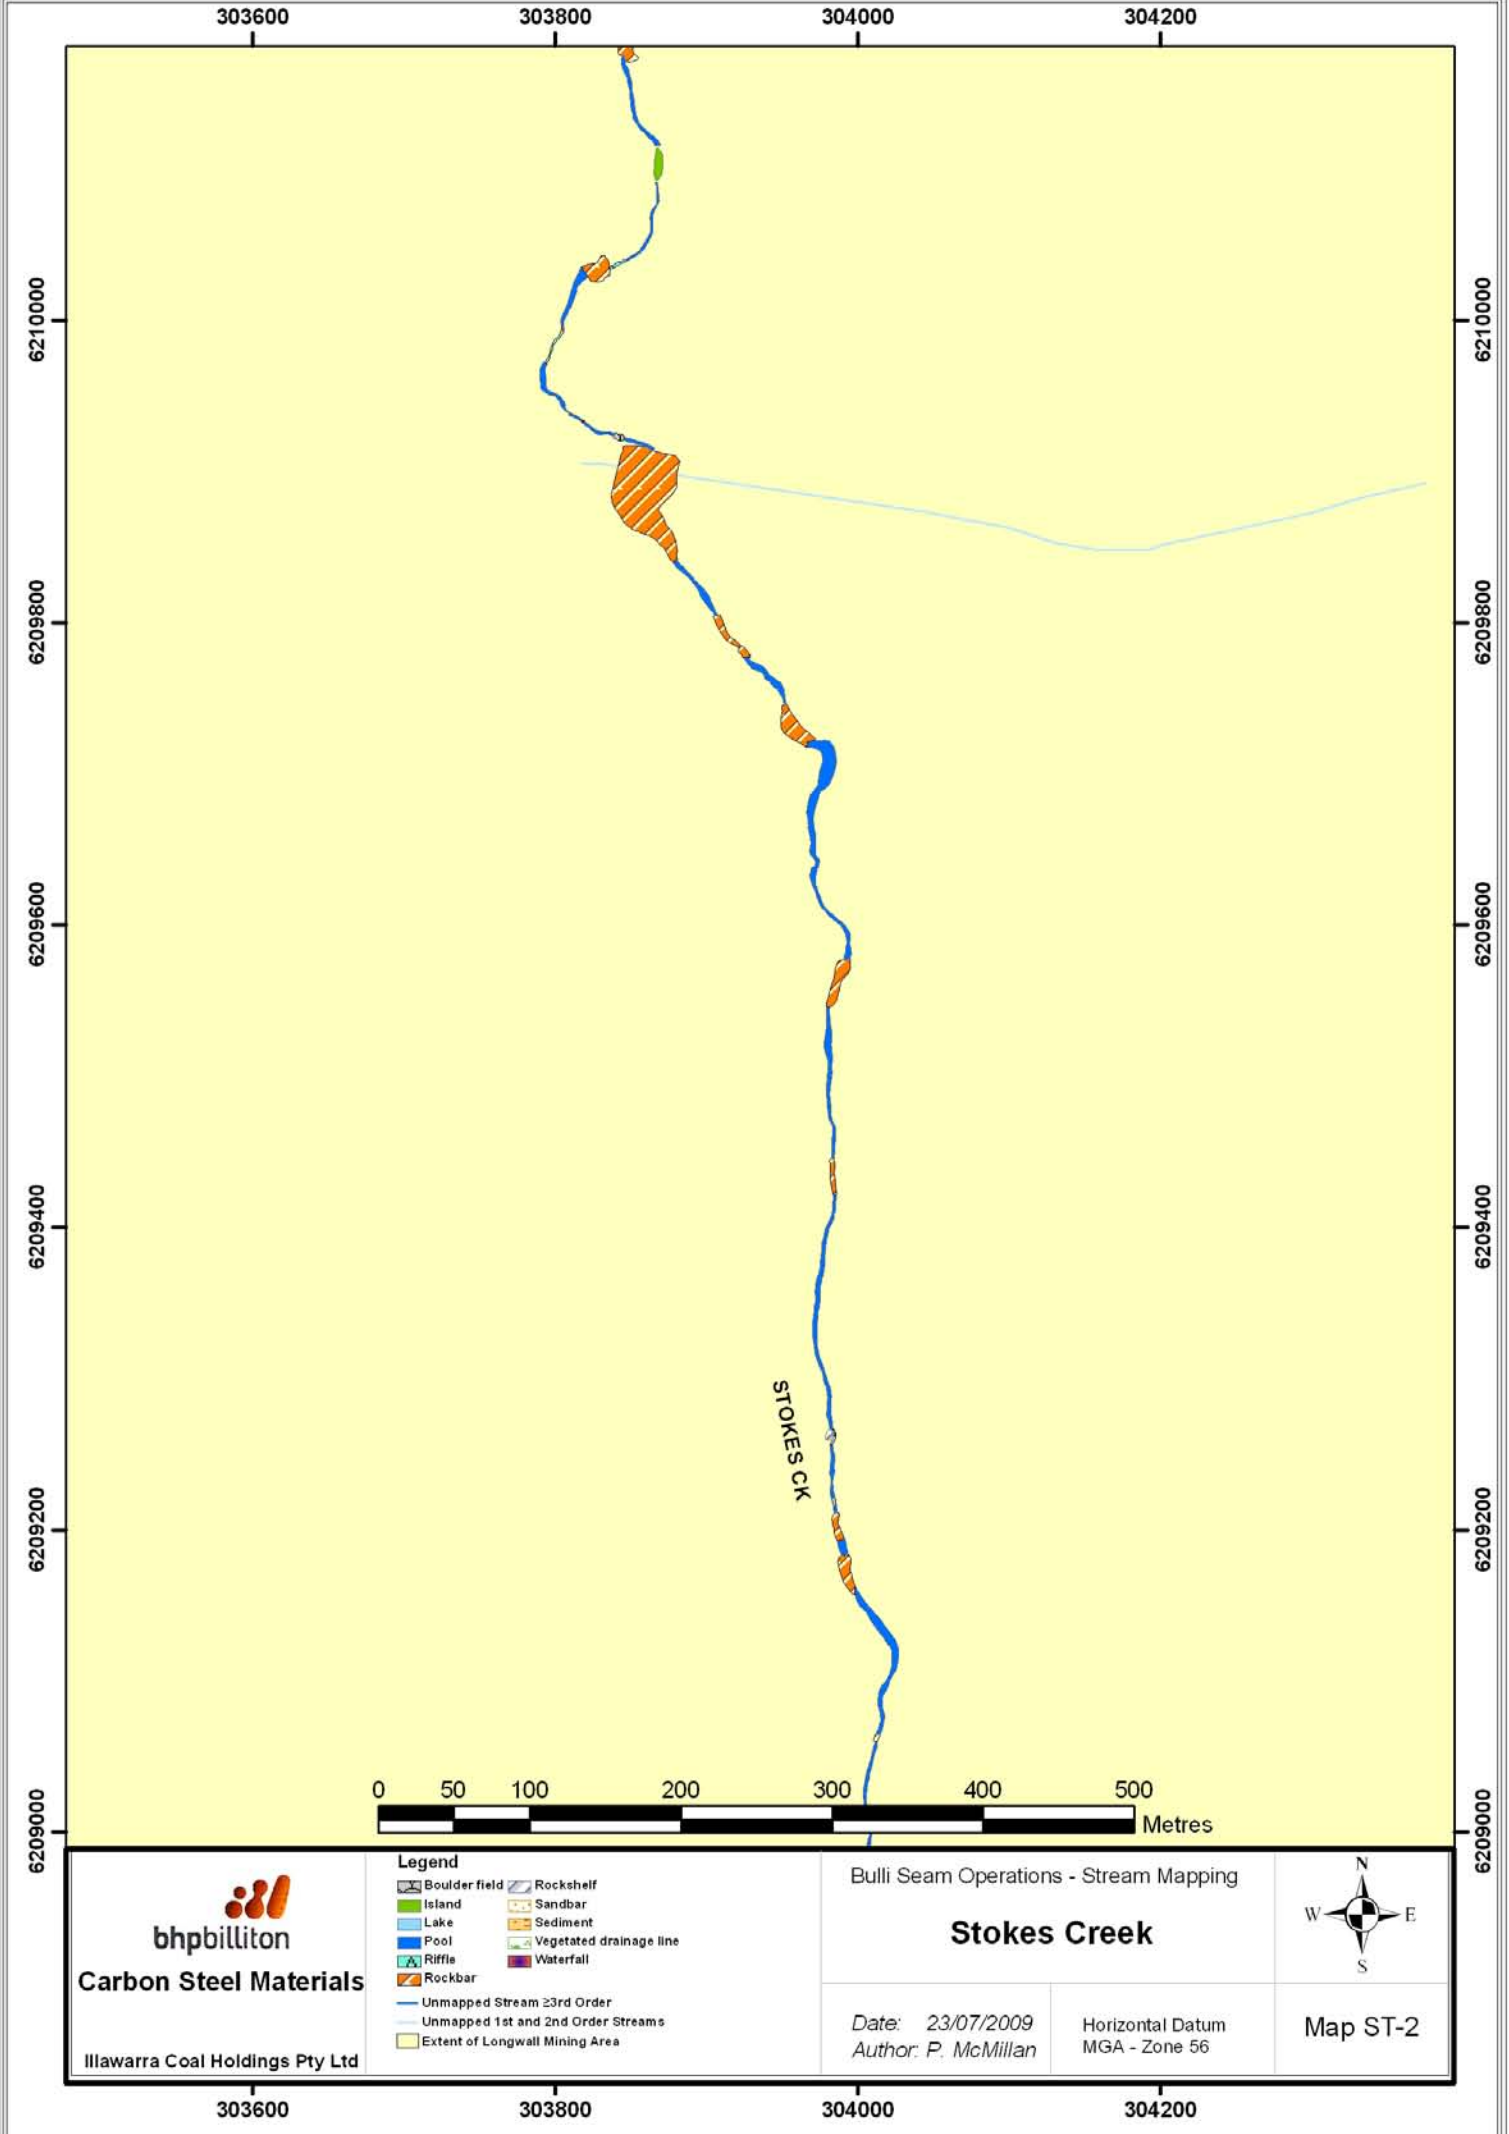 303600 303800 304000 304200
6210000 6210000
6209800 6209800
6209600 6209600
6209400 6209400
STOKES CK
6209200 6209200
6209000 6209000
0 50 100 200 300 400 500
Metres
bhpbilliton
Carbon Steel Materials
Illawarra Coal Holdings Pty Ltd
Legend
Boulder field Rockshelf
Island Sandbar
Lake Sediment
Pool Vegetated drainage line
Riffle Waterfall
Rockbar
Unmapped Stream ≥3rd Order
Unmapped 1st and 2nd Order Streams
Extent of Longwall Mining Area
Bulli Seam Operations - Stream Mapping
Stokes Creek
Date: 23/07/2009
Author: P. McMillan
Horizontal Datum
MGA - Zone 56
N
W E
S
Map ST-2
303600 303800 304000 304200